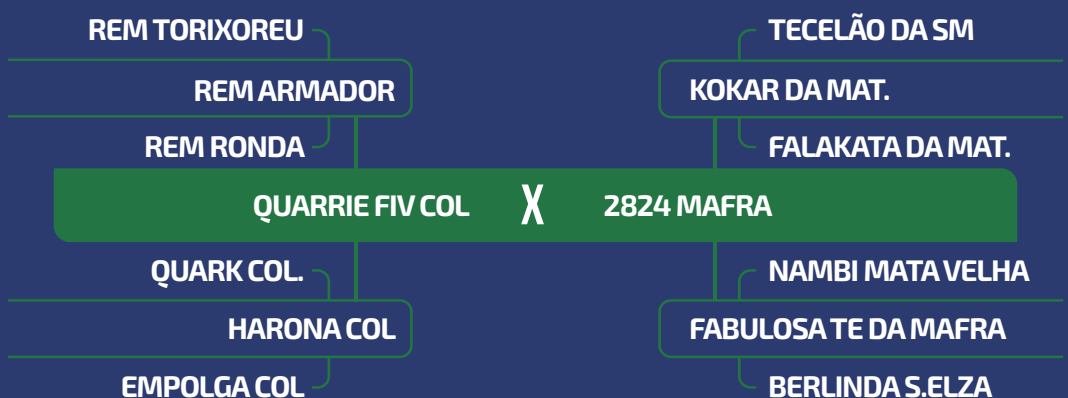 REM TORIXOREU
TECELÃO DA SM
REM ARMADOR
KOKAR DA MAT.
REM RONDA
FALAKATA DA MAT.
QUARRIE FIV COL X 2824 MAFRA
QUARK COL.
NAMBI MATA VELHA
HARONA COL
FABULOSA TE DA MAFRA
EMPOLGA COL
BERLINDA S.ELZA